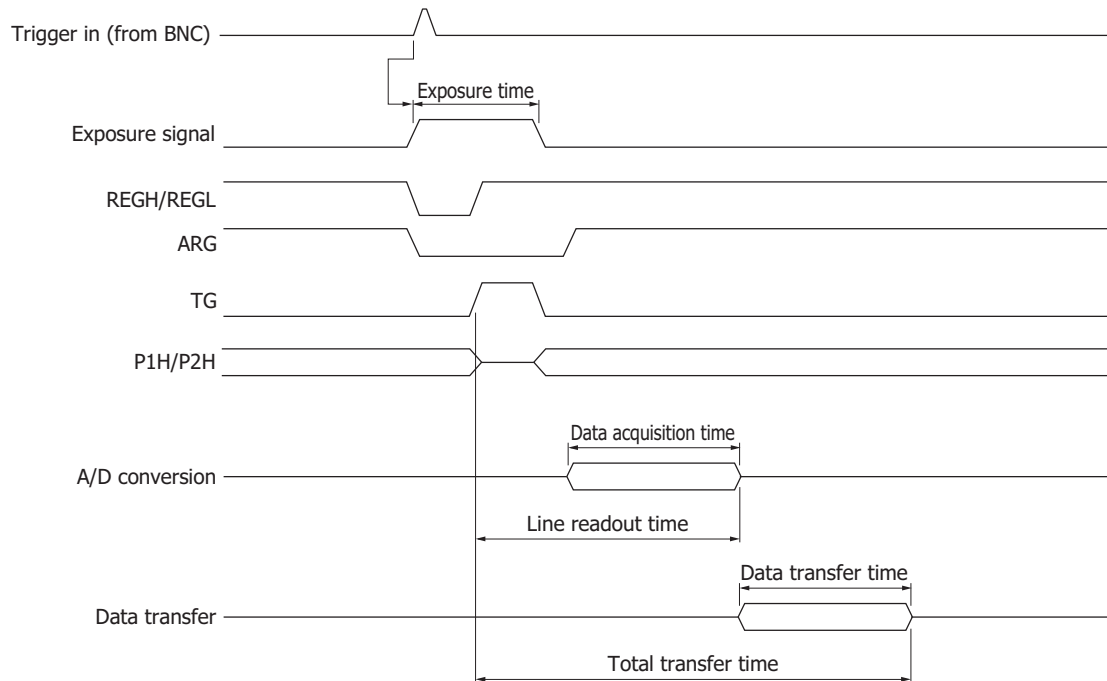 Trigger in (from BNC)
Exposure time
Exposure signal
REGH/REGL
ARG
TG
P1H/P2H
Data acquisition time
A/D conversion
Line readout time
Data transfer time
Data transfer
Total transfer time